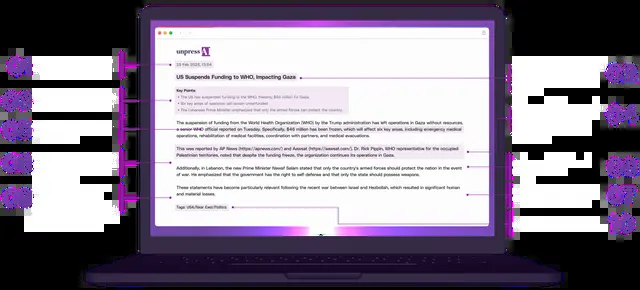 unpress AI
23 Feb 2022, 13:04
US Suspends Funding to WHO, Impacting Gaza
Key Points:
• The US has suspended funding to the WHO, freezing $46 million for Gaza.
• Six key areas of operation will remain underfunded
• The Lebanese Prime Minister emphasizes that only the armed forces can protect the country.
The suspension of funding from the World Health Organization (WHO) by the Trump administration has left operations in Gaza without resources,
a senior WHO official reported on Tuesday. Specifically, $46 million has been frozen, which will affect six key areas, including emergency medical
operations, rehabilitation of medical facilities, coordination with partners, and medical evaluations.
This was reported by AP News (https://apnews.com/) and Aawsat (https://aawsat.com/). Dr. Rick Pippin, WHO representative for the occupied
Palestinian territories, noted that despite the funding freeze, the organization continues its operations in Gaza.
Additionally, in Lebanon, the new Prime Minister Nawaf Salam stated that only the country's armed forces should protect the nation in the event
of war. He emphasized that the government has the right to self defense and that only the state should possess weapons.
These statements have become particularly relevant following the recent war between Israel and Hezbollah, which resulted in significant human
and material losses.
Tags: USA/Near East/Politics